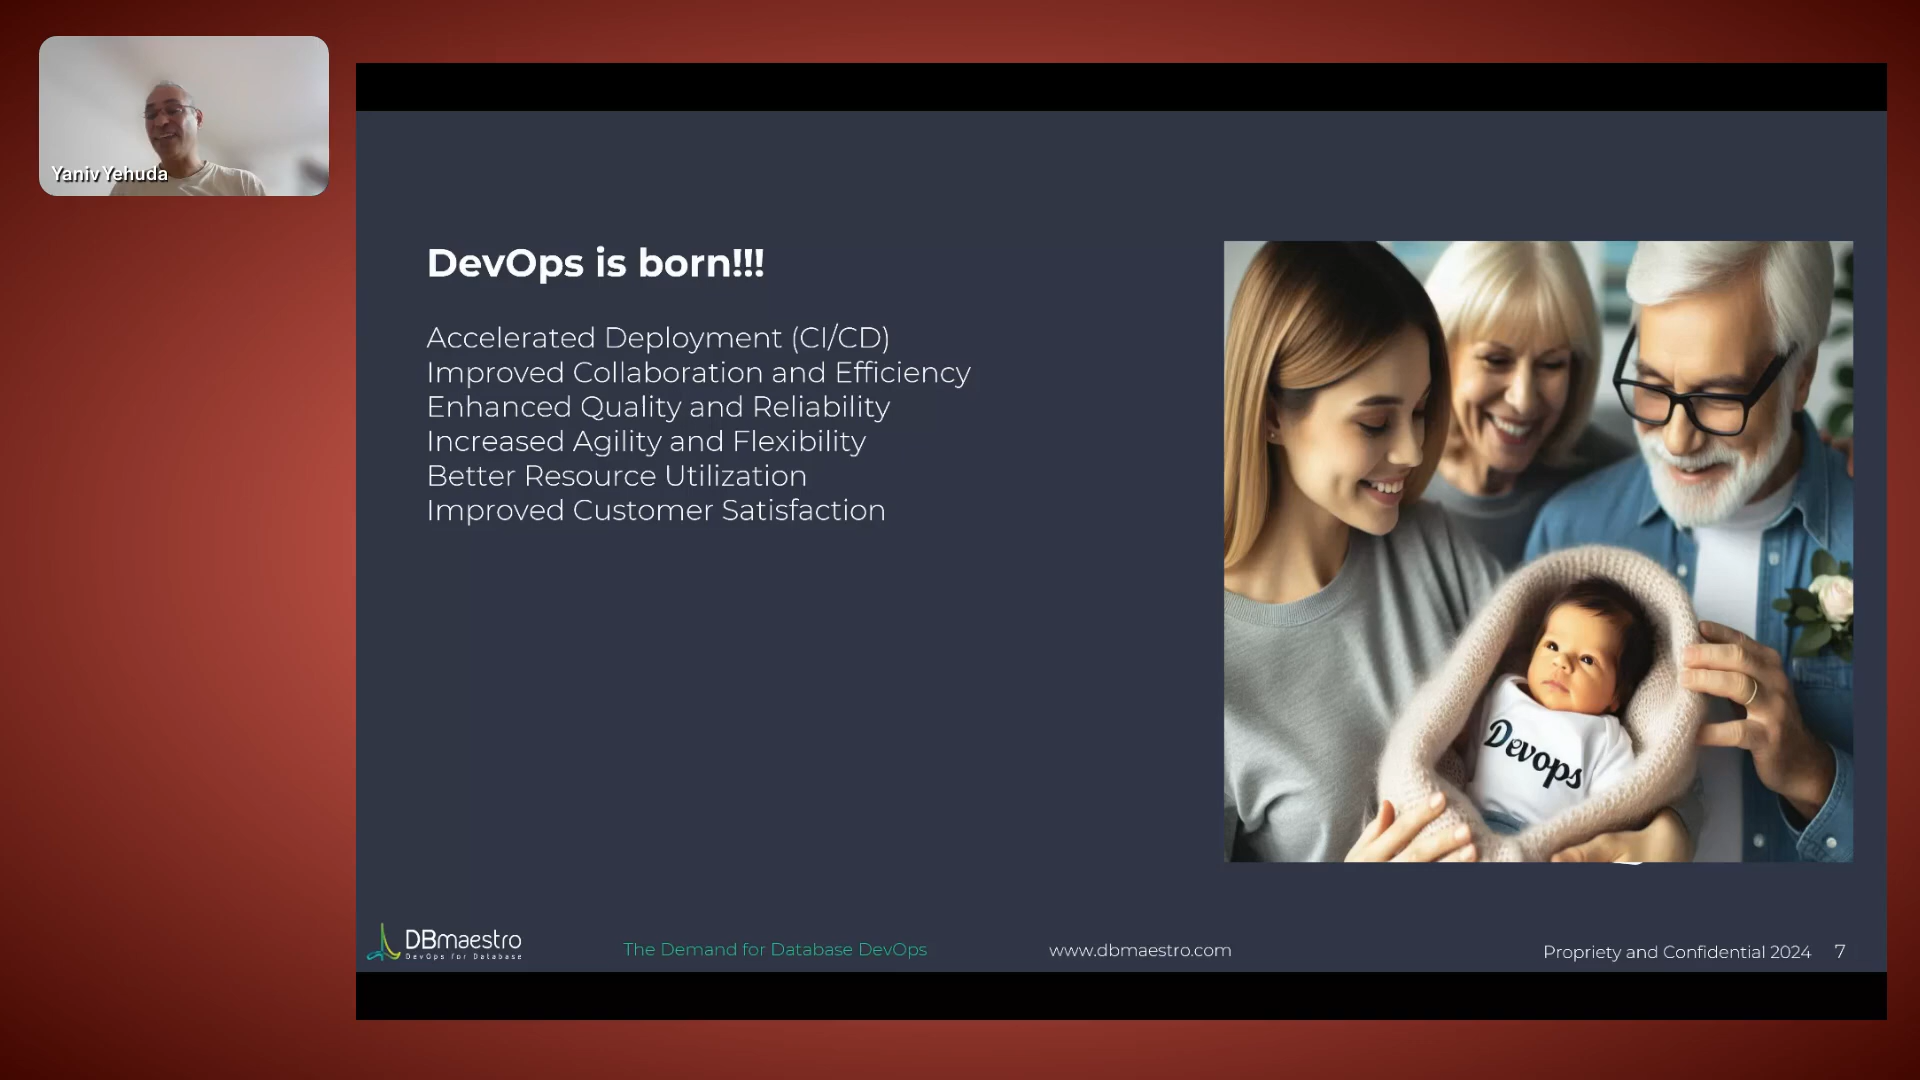 Yaniv Yehuda
DevOps is born!!!
Accelerated Deployment (CI/CD)
Improved Collaboration and Efficiency
Enhanced Quality and Reliability
Increased Agility and Flexibility
Better Resource Utilization
Improved Customer Satisfaction
Devops
DBmaestro
DevOps for Database
The Demand for Database DevOps
www.dbmaestro.com
Propriety and Confidential 2024
7